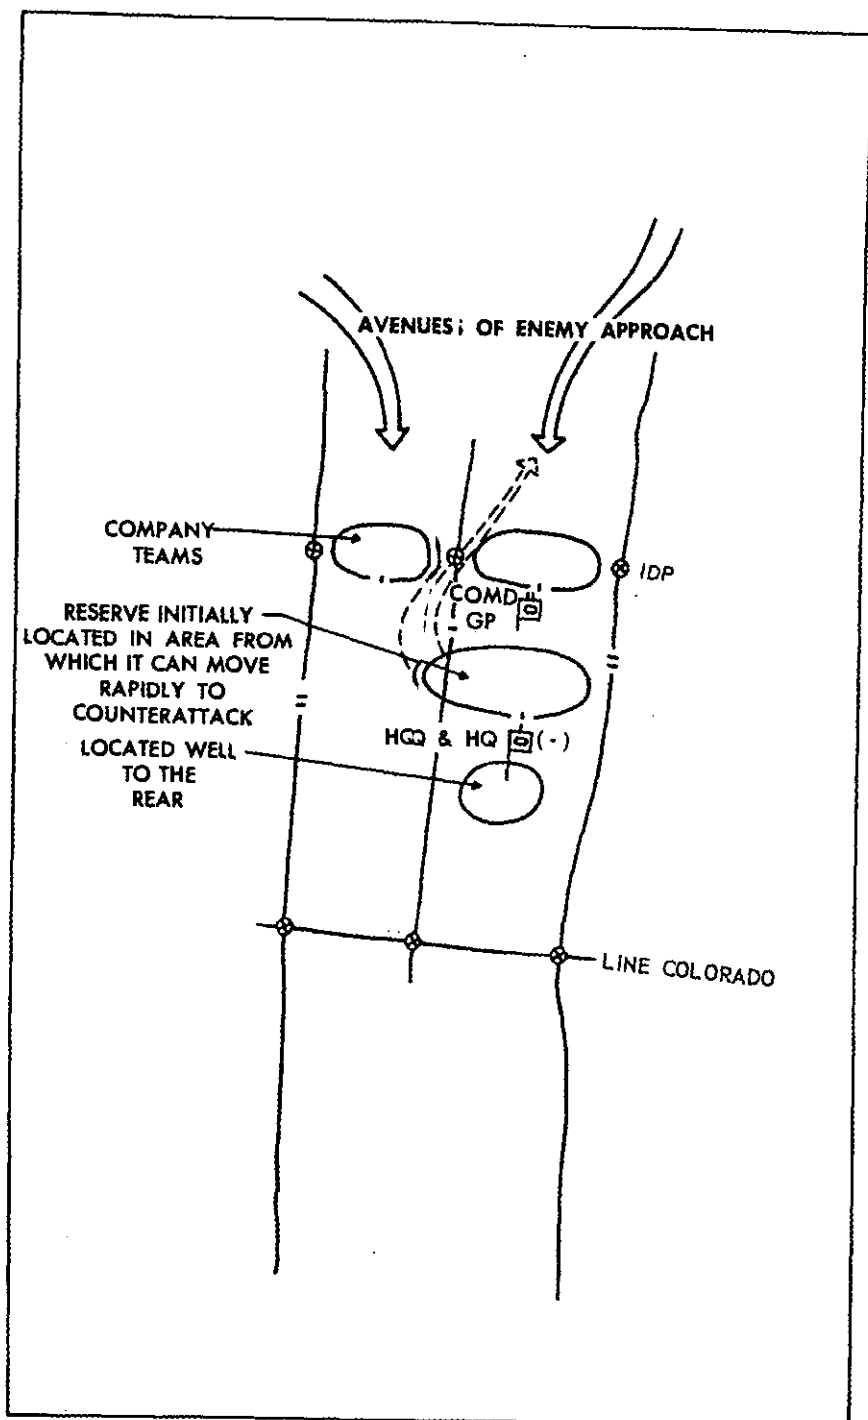 AVENUES; OF ENEMY APPROACH
COMPANY
TEAMS
IDP
COMD
GP
RESERVE INITIALLY
LOCATED IN AREA FROM
WHICH IT CAN MOVE
RAPIDLY TO
COUNTERATTACK
HGQ & HQ (-)
LOCATED WELL
TO THE
REAR
LINE COLORADO